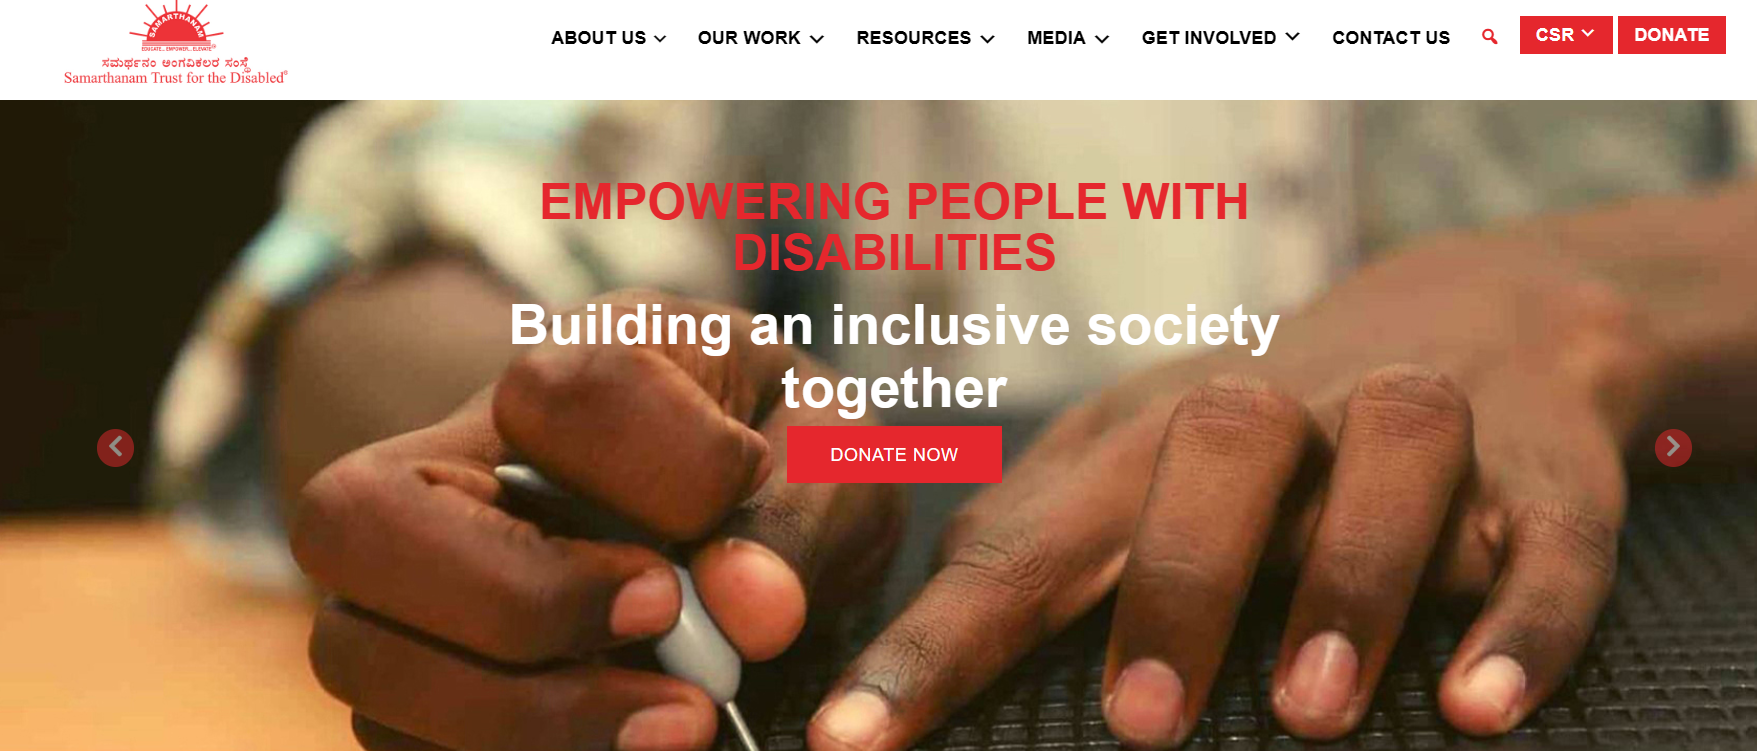 SAMARTHANAM
EDUCATE... EMPOWER... ELEVATE
ಸಮರ್ಥನಂ ಅಂಗವಿಕಲರ ಸಂಸ್ಥೆ
Samarthanam Trust for the Disabled®
ABOUT US
OUR WORK
RESOURCES
MEDIA
GET INVOLVED
CONTACT US
CSR
DONATE
EMPOWERING PEOPLE WITH
DISABILITIES
Building an inclusive society
together
DONATE NOW